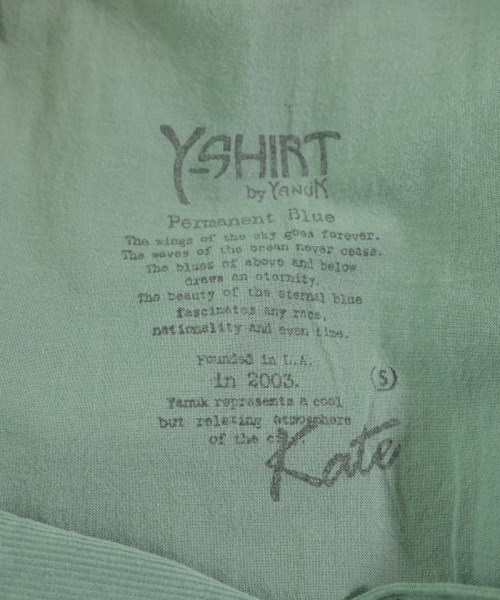 Y-SHIRT
by YANUK
Permanent Blue
The wings of the sky goes forever.
The waves of the ocean never cease.
The blues of above and below
draws an eternity.
The beauty of the eternal blue
fascinates any race,
nationality and even time.
Founded in L.A.
in 2003.
S
Yanuk represents a cool
but relating atmosphere
of the
Kate